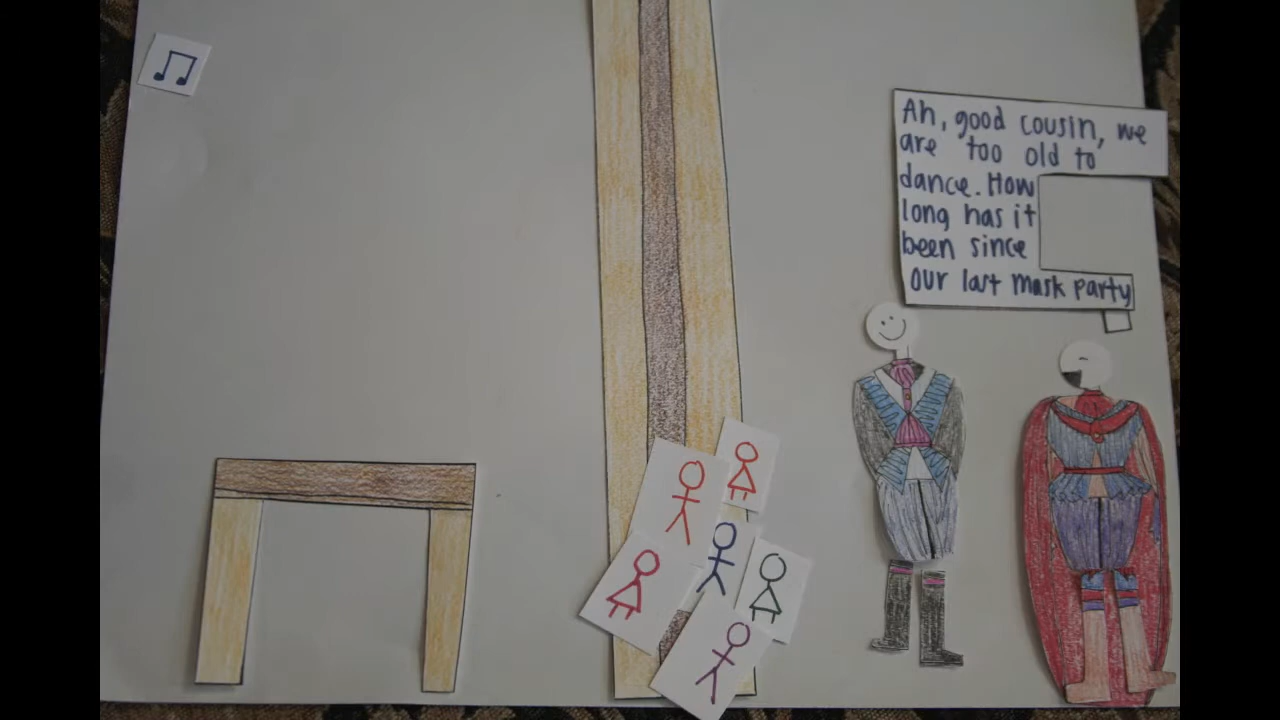 Ah, good cousin, we
are too old to
dance. How
long has it
been since
our last mask party